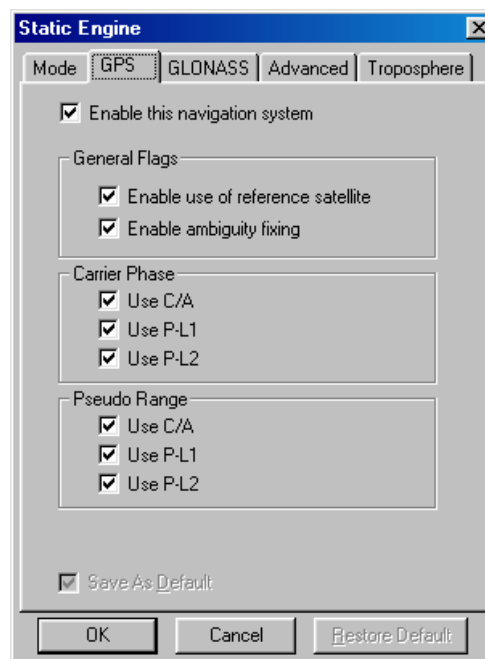 Static Engine
Mode GPS GLONASS Advanced Troposphere
Enable this navigation system
General Flags
Enable use of reference satellite
Enable ambiguity fixing
Carrier Phase
Use C/A
Use P-L1
Use P-L2
Pseudo Range
Use C/A
Use P-L1
Use P-L2
Save As Default
OK Cancel Restore Default